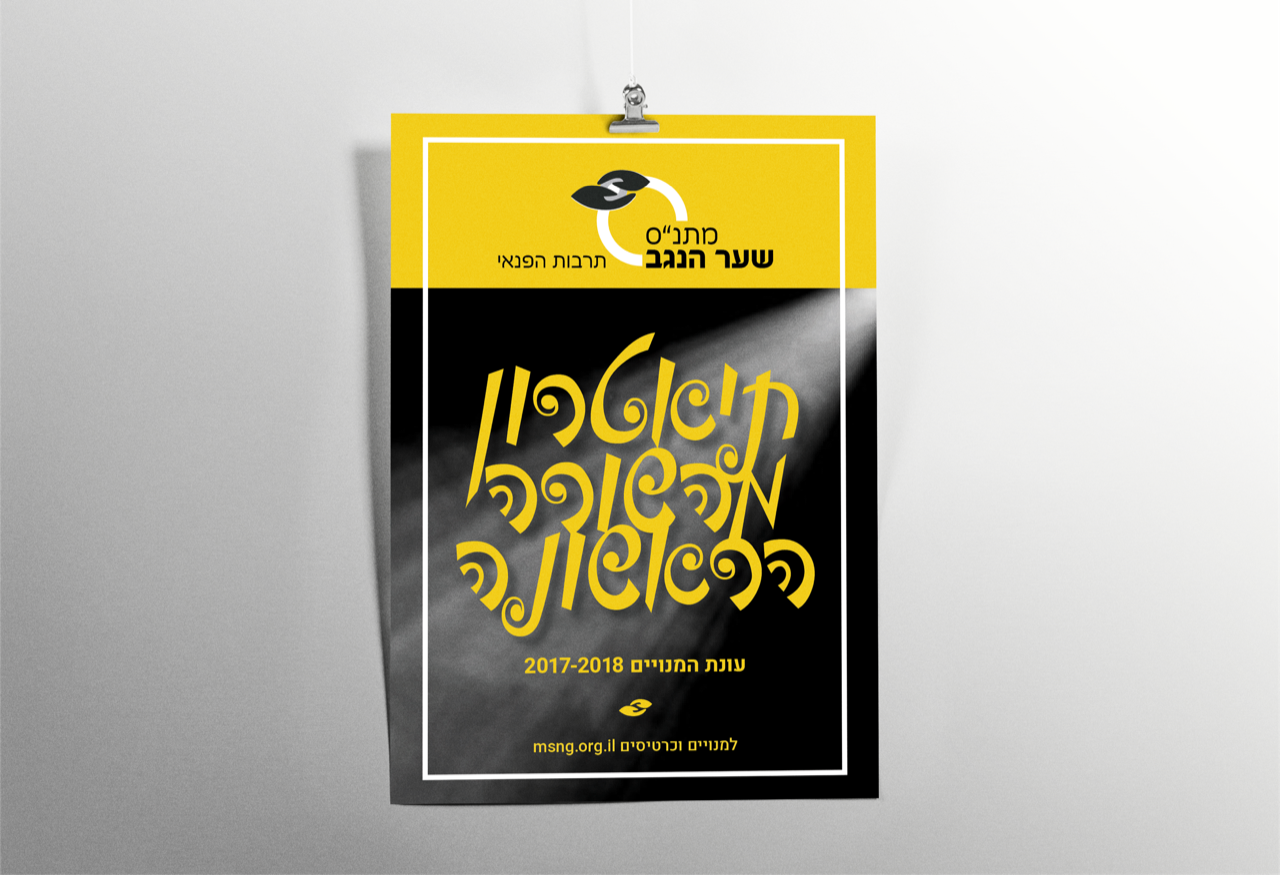 מתנ"ס
שער הנגב
תרבות הפנאי
תיאטרון
מהשורה
הראשונה
עונת המנויים 2017-2018
למנויים וכרטיסים msng.org.il